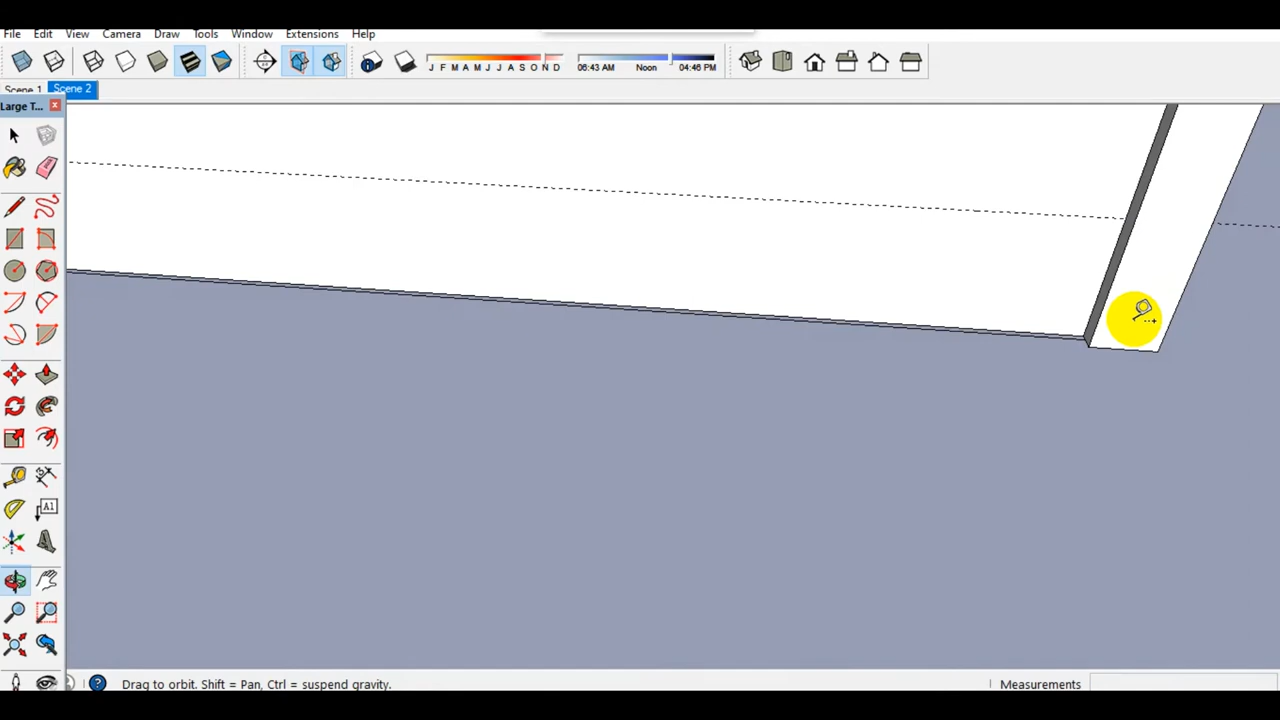 File Edit View Camera Draw Tools Window Extensions Help
J F M A M J J A S O N D
06:43 AM Noon 04:46 PM
Scene 1 Scene 2
Large T...
A1
Drag to orbit. Shift = Pan, Ctrl = suspend gravity.
Measurements